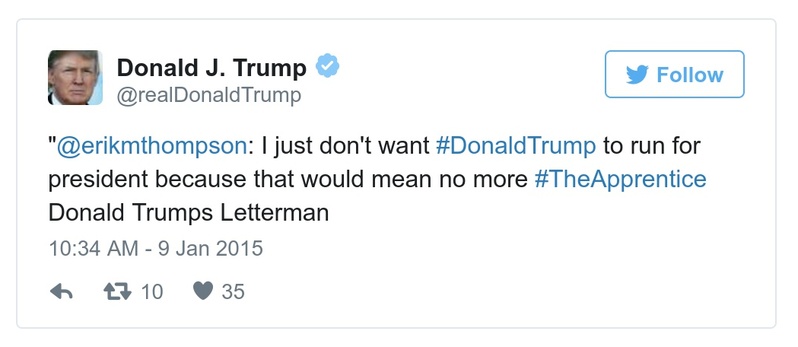 Donald J. Trump
@realDonaldTrump
Follow
"@erikmthompson: I just don't want #DonaldTrump to run for
president because that would mean no more #TheApprentice
Donald Trumps Letterman
10:34 AM - 9 Jan 2015
10 35